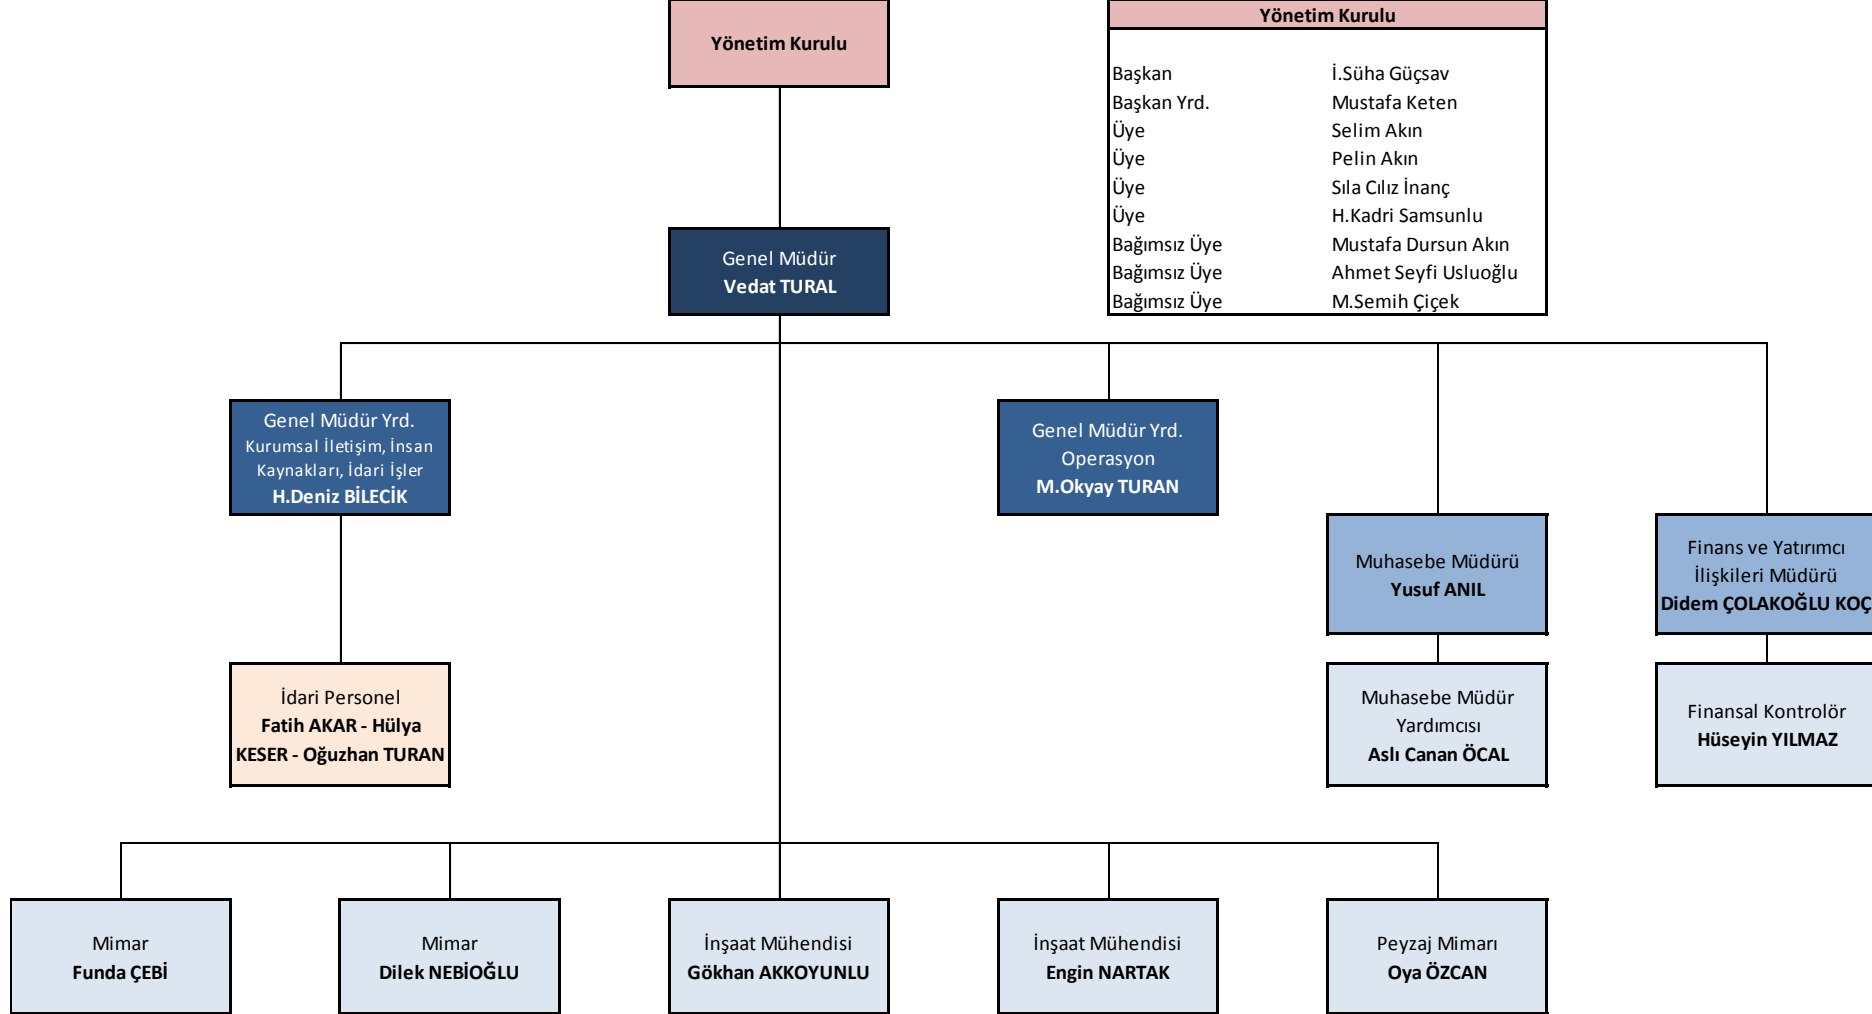 Yönetim Kurulu
Yönetim Kurulu
Başkan İ.Süha Güçsav
Başkan Yrd. Mustafa Keten
Üye Selim Akın
Üye Pelin Akın
Üye Sıla Cılız İnanç
Üye H.Kadri Samsunlu
Bağımsız Üye Mustafa Dursun Akın
Bağımsız Üye Ahmet Seyfi Usluoğlu
Bağımsız Üye M.Semih Çiçek
Genel Müdür
Vedat TURAL
Genel Müdür Yrd.
Kurumsal İletişim, İnsan
Kaynakları, İdari İşler
H.Deniz BİLECİK
Genel Müdür Yrd.
Operasyon
M.Okyay TURAN
Muhasebe Müdürü
Yusuf ANIL
Finans ve Yatırımcı
İlişkileri Müdürü
Didem ÇOLAKOĞLU KOÇ
İdari Personel
Fatih AKAR - Hülya
KESER - Oğuzhan TURAN
Muhasebe Müdür
Yardımcısı
Aslı Canan ÖCAL
Finansal Kontrolör
Hüseyin YILMAZ
Mimar
Funda ÇEBİ
Mimar
Dilek NEBİOĞLU
İnşaat Mühendisi
Gökhan AKKOYUNLU
İnşaat Mühendisi
Engin NARTAK
Peyzaj Mimarı
Oya ÖZCAN